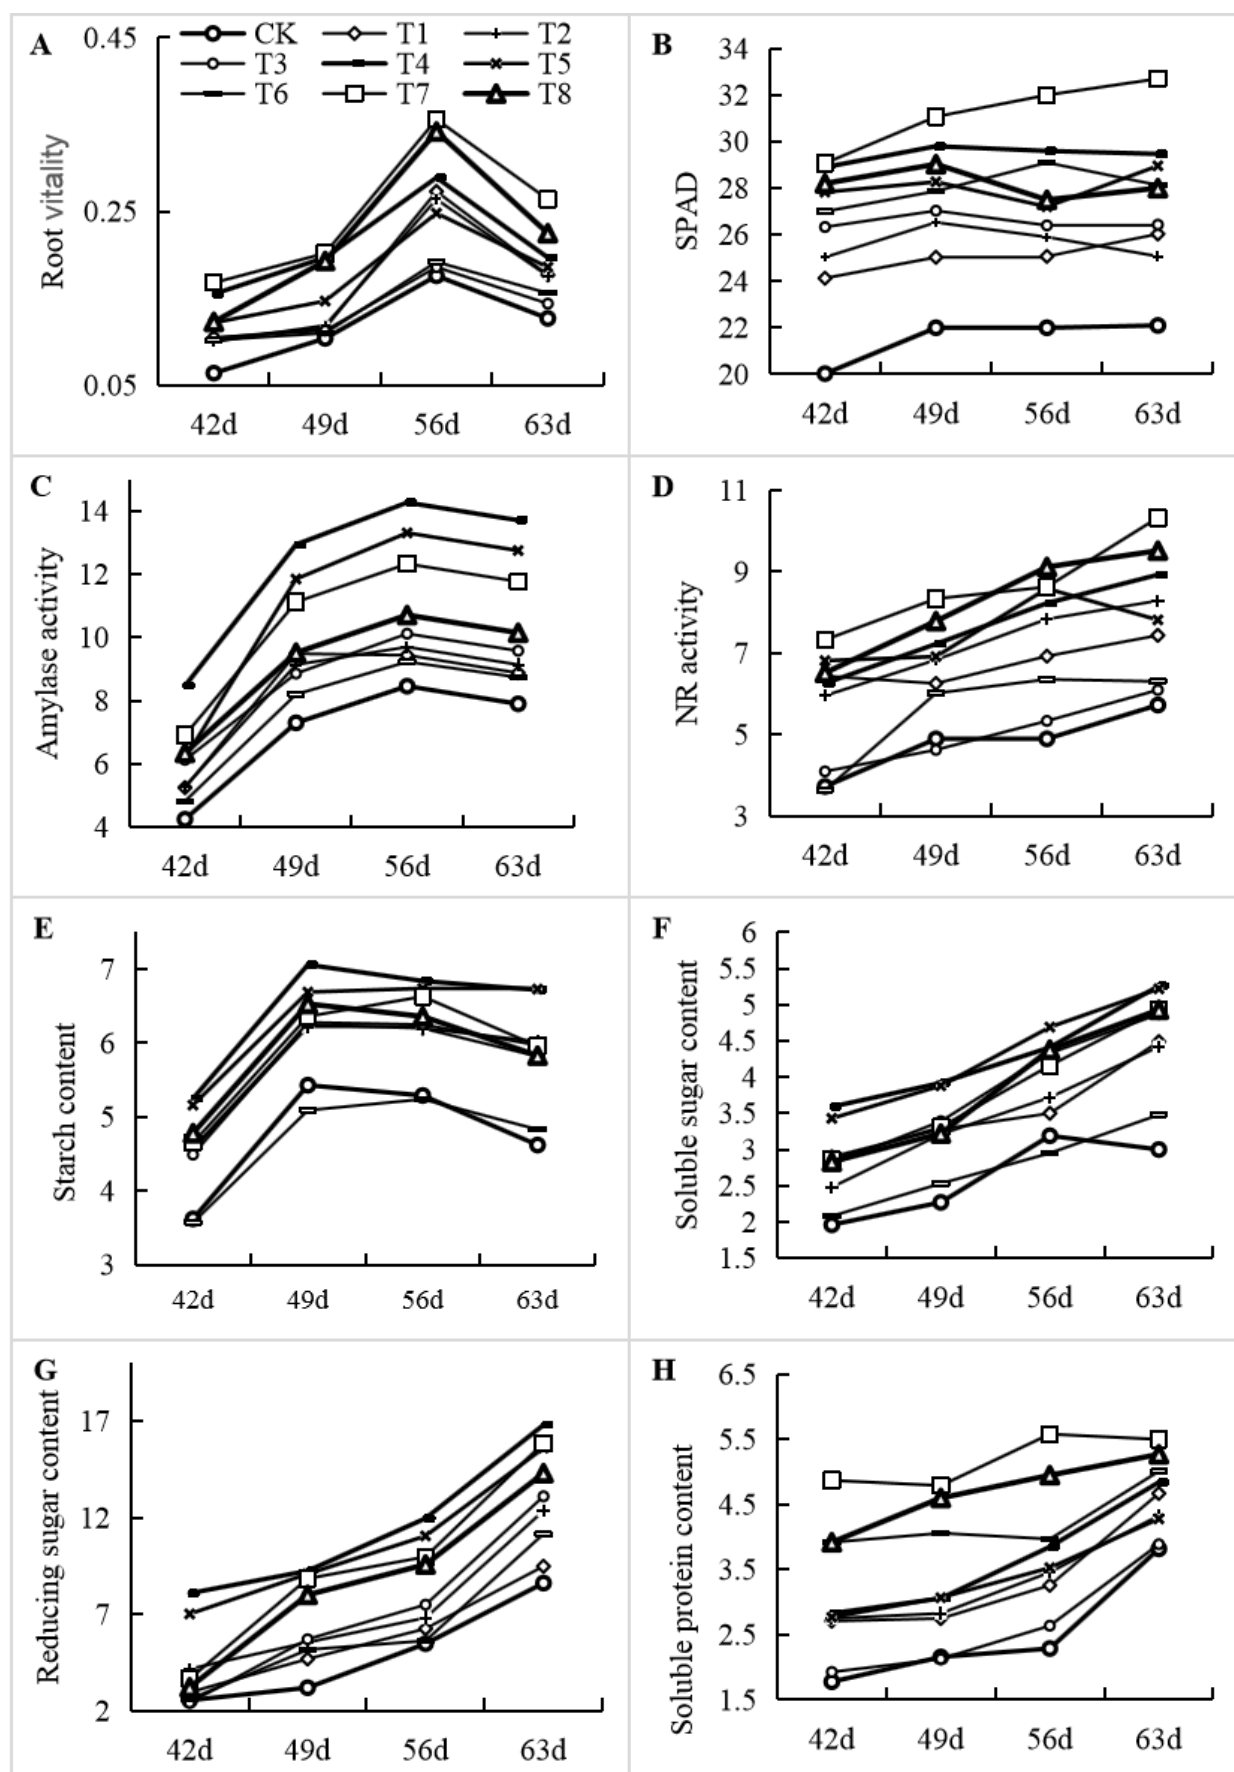 A
0.45
CK T1 T2
T3 T4 T5
T6 T7 T8
Root vitality
0.25
0.05
42d 49d 56d 63d
B
34
32
30
28
26
24
22
20
SPAD
42d 49d 56d 63d
C
14
12
10
8
6
4
Amylase activity
42d 49d 56d 63d
D
11
9
7
5
3
NR activity
42d 49d 56d 63d
E
7
6
5
4
3
Starch content
42d 49d 56d 63d
F
6
5.5
5
4.5
4
3.5
3
2.5
2
1.5
Soluble sugar content
42d 49d 56d 63d
G
17
12
7
2
Reducing sugar content
42d 49d 56d 63d
H
6.5
5.5
4.5
3.5
2.5
1.5
Soluble protein content
42d 49d 56d 63d